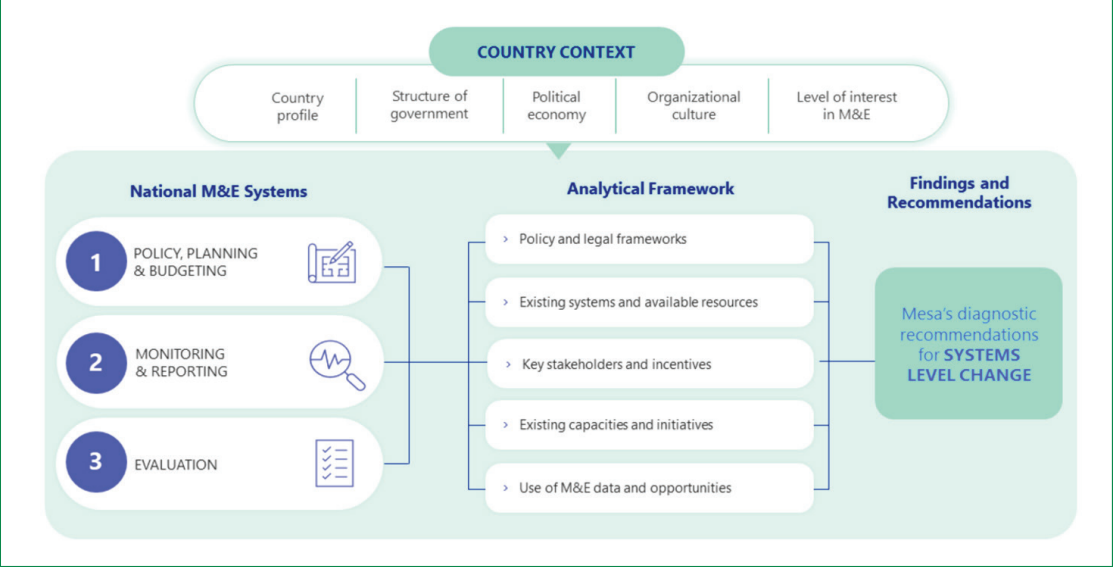 COUNTRY CONTEXT
Country
profile
Structure of
government
Political
economy
Organizational
culture
Level of interest
in M&E
National M&E Systems
1
POLICY, PLANNING
& BUDGETING
2
MONITORING
& REPORTING
3
EVALUATION
Analytical Framework
› Policy and legal frameworks
› Existing systems and available resources
› Key stakeholders and incentives
› Existing capacities and initiatives
› Use of M&E data and opportunities
Findings and
Recommendations
Mesa's diagnostic
recommendations
for SYSTEMS
LEVEL CHANGE